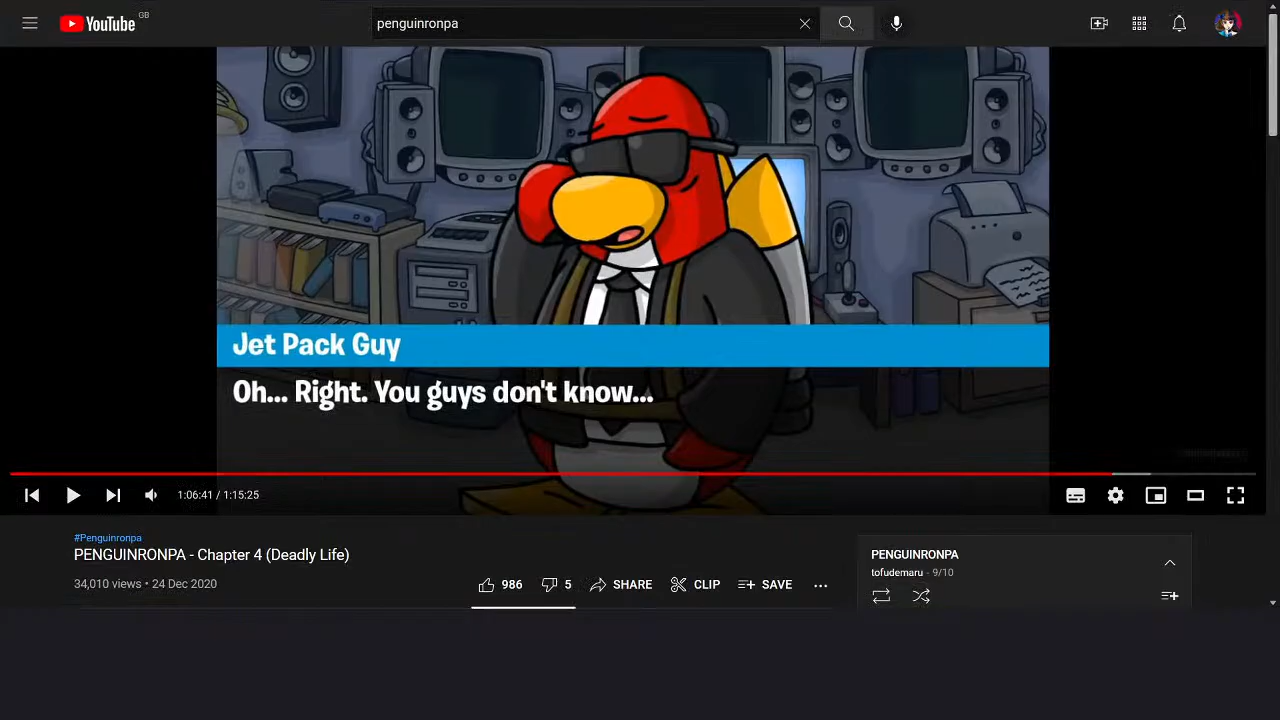 YouTube GB
penguinronpa
Jet Pack Guy
Oh... Right. You guys don't know...
1:06:41 / 1:15:25
#Penguinronpa
PENGUINRONPA - Chapter 4 (Deadly Life)
34,010 views • 24 Dec 2020
986
5
SHARE
CLIP
SAVE
PENGUINRONPA
tofudemaru - 9/10